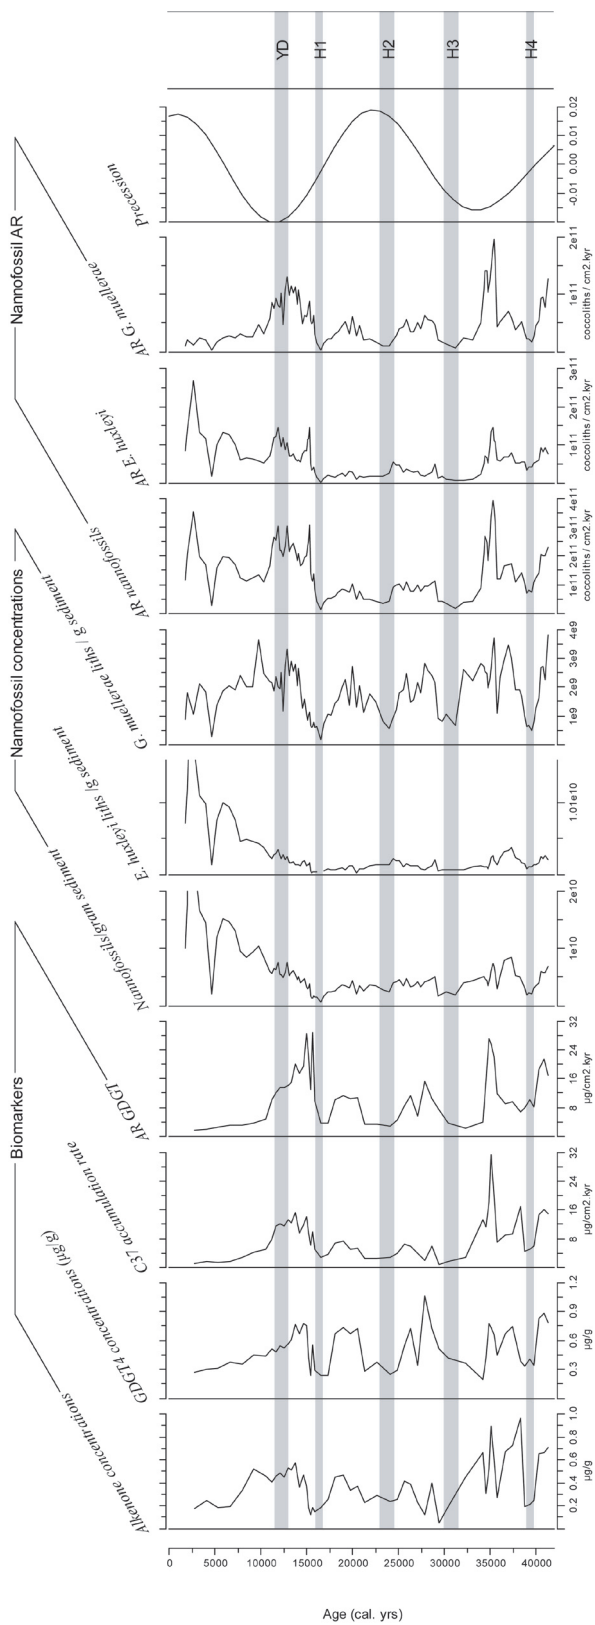 YD
H1
H2
H3
H4
Precession
-0.01
0.00
0.01
0.02
Nannofossil AR
AR G. muellerae
1e11
2e11
coccoliths / cm2.kyr
AR E. huxleyi
1e11
2e11
3e11
coccoliths / cm2.kyr
AR nannofossils
1e11
2e11
3e11
4e11
coccoliths / cm2.kyr
Nannofossil concentrations
G. muellerae liths / g sediment
1e9
2e9
3e9
4e9
E. huxleyi liths /g sediment
1.01e10
Nannofossils/gram sediment
1e10
2e10
Biomarkers
AR GDGT
8
16
24
32
µg/cm2.kyr
C37 accumulation rate
8
16
24
32
µg/cm2.kyr
GDGT4 concentrations (µg/g)
0.3
0.6
0.9
1.2
µg/g
Alkenone concentrations
0.2
0.4
0.6
0.8
1.0
µg/g
0
5000
10000
15000
20000
25000
30000
35000
40000
Age (cal. yrs)